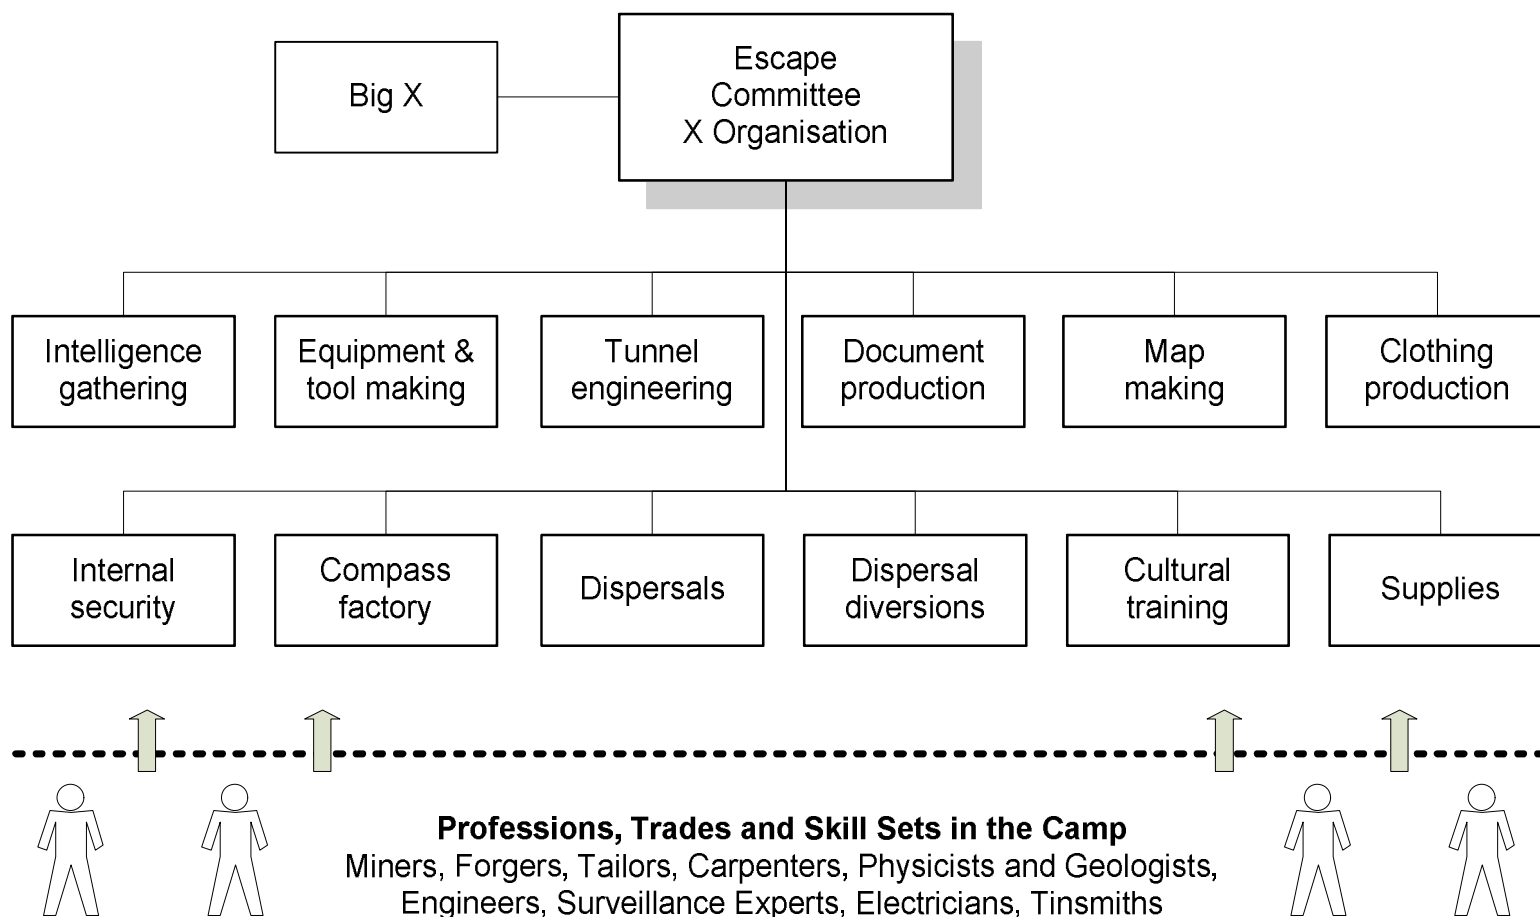 Big X
Escape
Committee
X Organisation
Intelligence
gathering
Equipment &
tool making
Tunnel
engineering
Document
production
Map
making
Clothing
production
Internal
security
Compass
factory
Dispersals
Dispersal
diversions
Cultural
training
Supplies
Professions, Trades and Skill Sets in the Camp
Miners, Forgers, Tailors, Carpenters, Physicists and Geologists,
Engineers, Surveillance Experts, Electricians, Tinsmiths